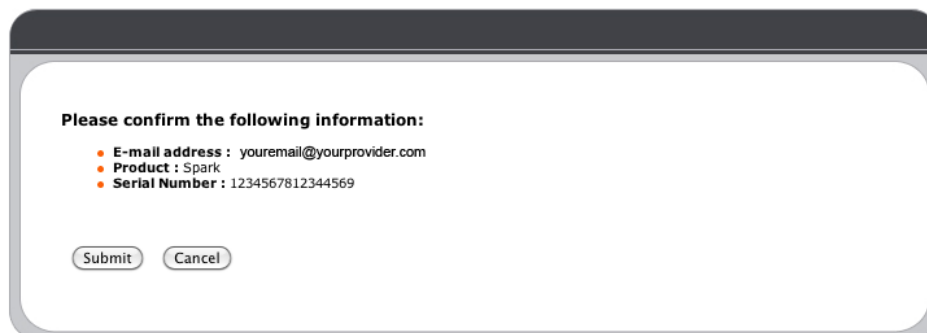 Please confirm the following information:
E-mail address : youremail@yourprovider.com
Product : Spark
Serial Number : 1234567812344569
Submit Cancel